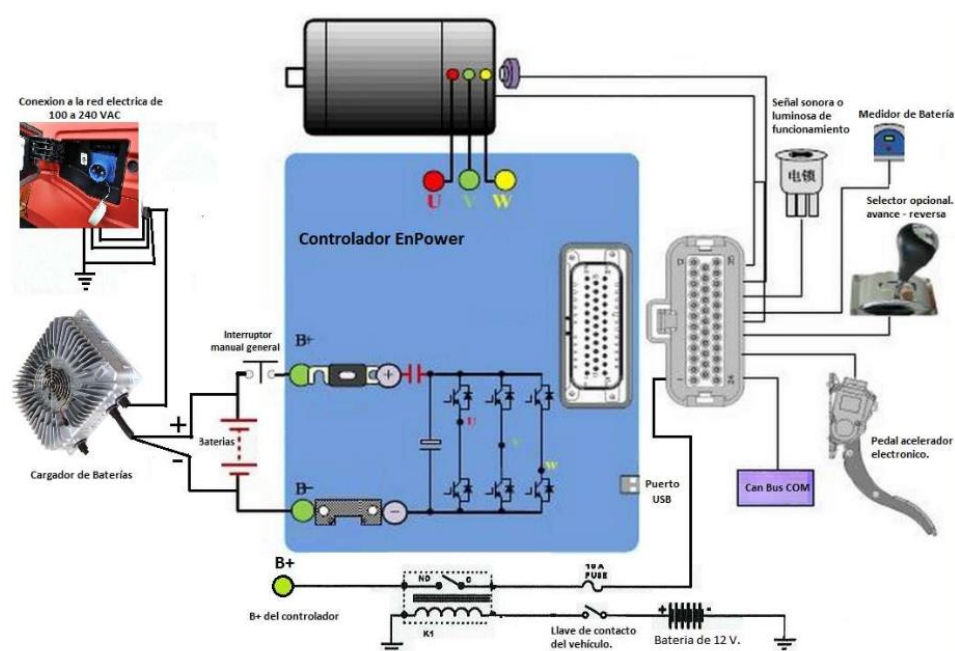 Conexion a la red electrica de
100 a 240 VAC
Señal sonora o
luminosa de
funcionamiento
Medidor de Batería
电锁
Selector opcional.
avance - reversa
U V W
Controlador EnPower
Interruptor
manual general
B+
+
U
V
W
+
Baterias
-
Cargador de Baterías
B-
-
Puerto
USB
Can Bus COM
Pedal acelerador
electronico.
B+
B+ del controlador
NO
C
10 A
FUSE
K1
Llave de contacto
del vehículo.
+ -
Bateria de 12 V.